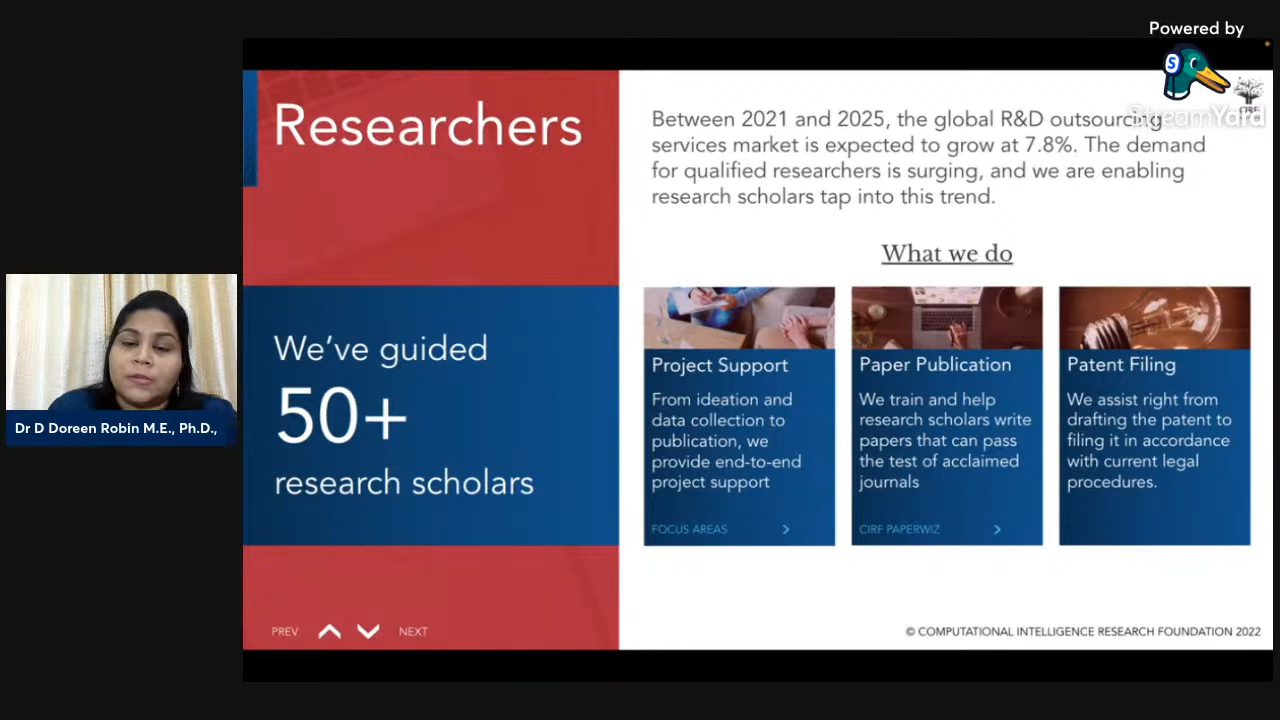 Powered by
StreamYard
CIRF
Researchers
Between 2021 and 2025, the global R&D outsourcing
services market is expected to grow at 7.8%. The demand
for qualified researchers is surging, and we are enabling
research scholars tap into this trend.
What we do
We've guided
50+
research scholars
Project Support
From ideation and
data collection to
publication, we
provide end-to-end
project support
FOCUS AREAS >
Paper Publication
We train and help
research scholars write
papers that can pass
the test of acclaimed
journals
CIRF PAPERWIZ >
Patent Filing
We assist right from
drafting the patent to
filing it in accordance
with current legal
procedures.
Dr D Doreen Robin M.E., Ph.D.,
PREV
NEXT
© COMPUTATIONAL INTELLIGENCE RESEARCH FOUNDATION 2022